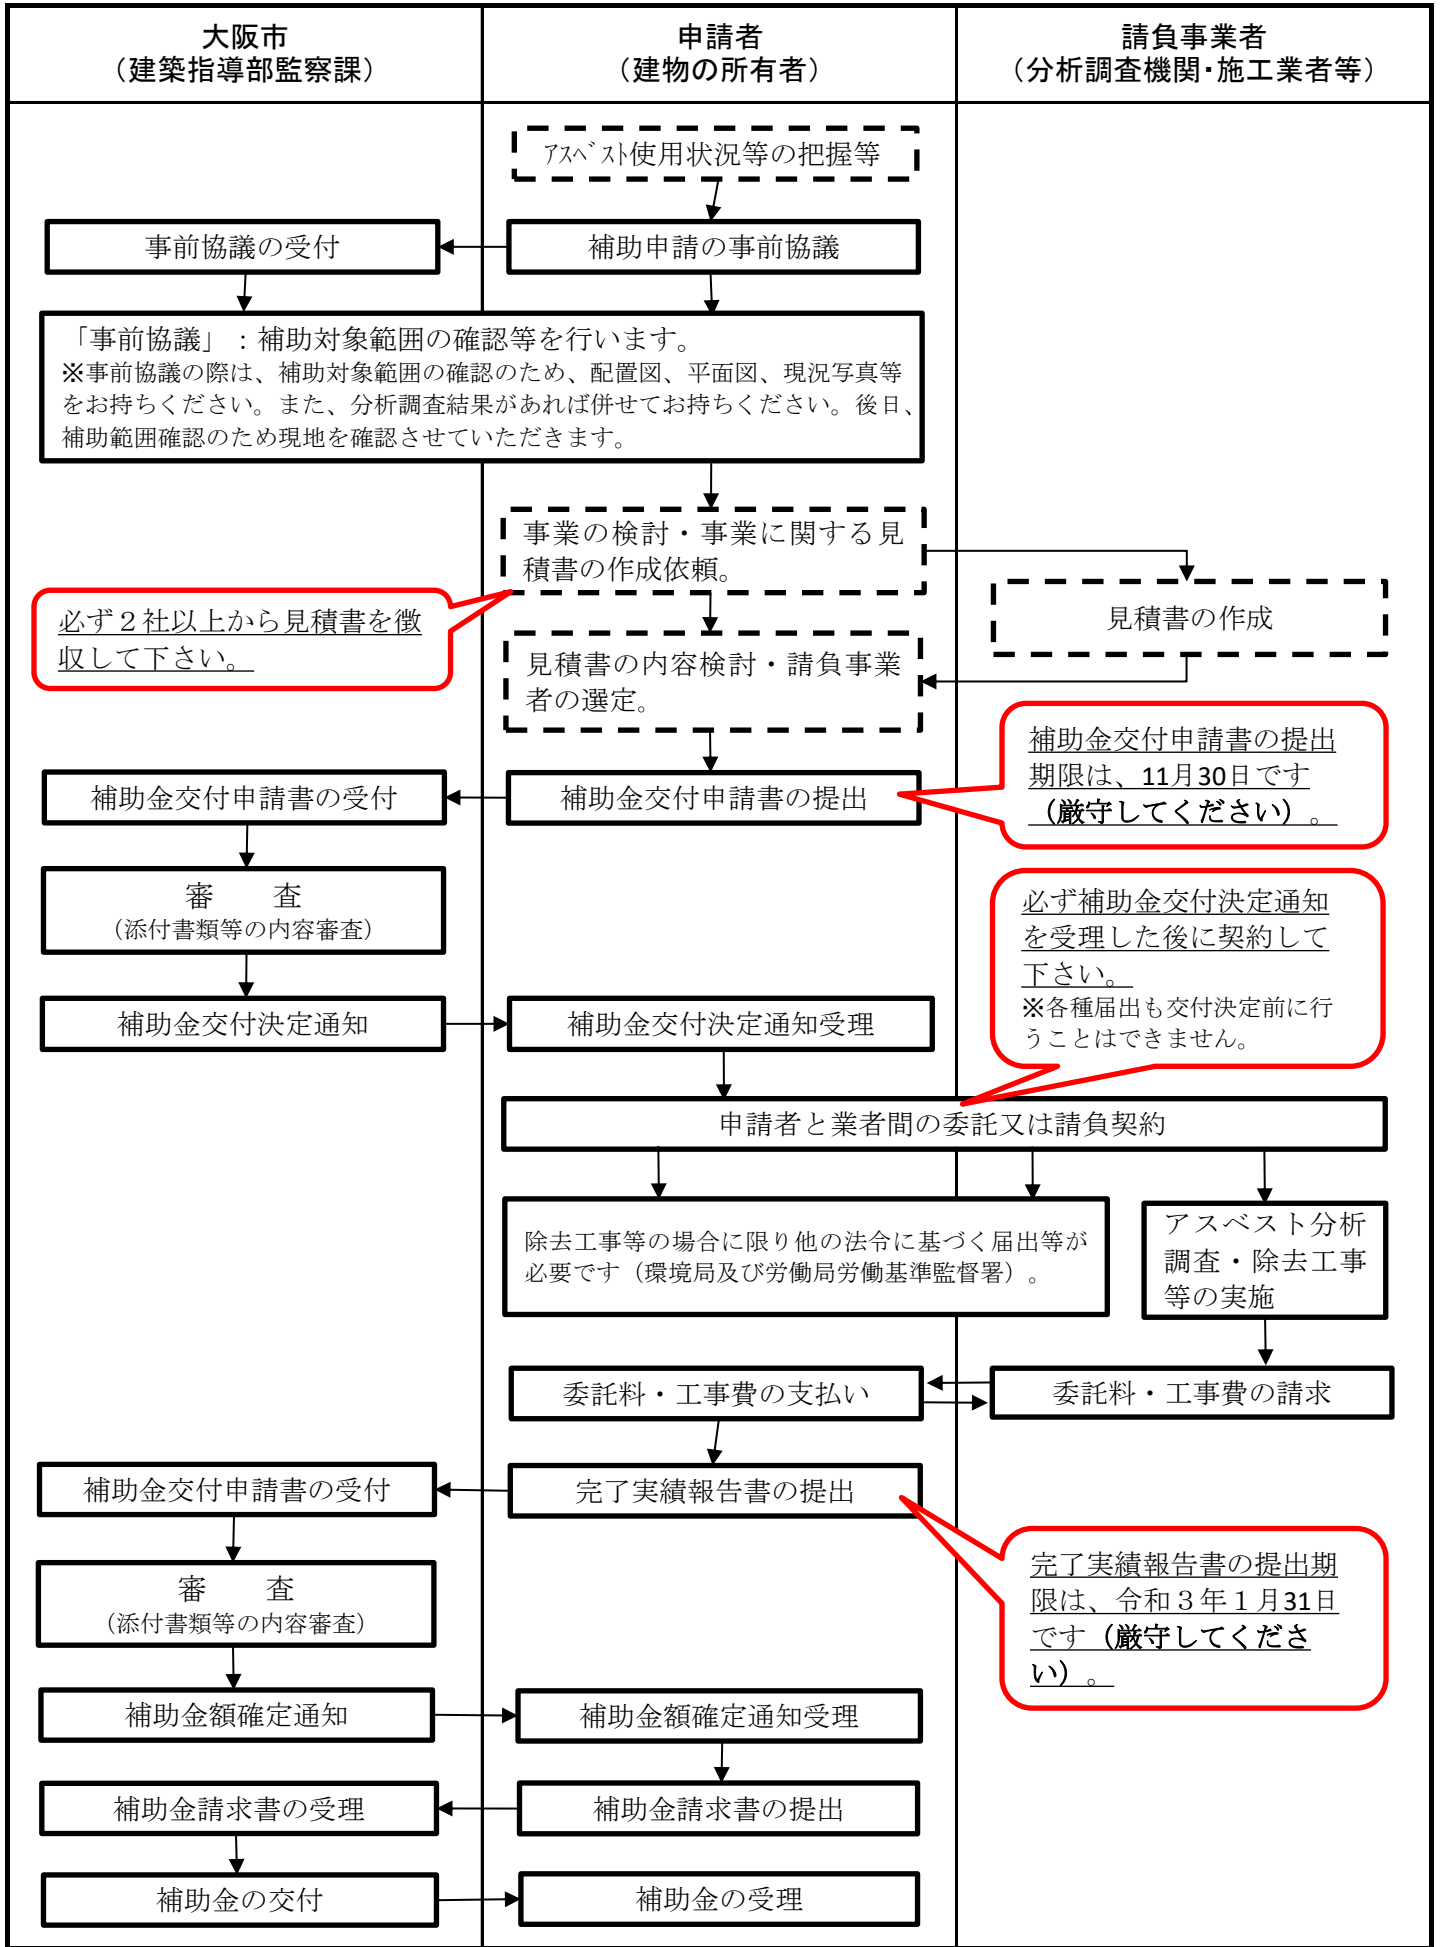 大阪市
（建築指導部監察課）
申請者
（建物の所有者）
請負事業者
（分析調査機関・施工業者等）
ｱｽﾍﾞｽﾄ使用状況等の把握等
事前協議の受付
補助申請の事前協議
「事前協議」：補助対象範囲の確認等を行います。
※事前協議の際は、補助対象範囲の確認のため、配置図、平面図、現況写真等
をお持ちください。また、分析調査結果があれば併せてお持ちください。後日、
補助範囲確認のため現地を確認させていただきます。
事業の検討・事業に関する見
積書の作成依頼。
必ず２社以上から見積書を徴
収して下さい。
見積書の作成
見積書の内容検討・請負事業
者の選定。
補助金交付申請書の提出
期限は、11月30日です
（厳守してください）。
補助金交付申請書の受付
補助金交付申請書の提出
審　　査
（添付書類等の内容審査）
必ず補助金交付決定通知
を受理した後に契約して
下さい。
※各種届出も交付決定前に行
うことはできません。
補助金交付決定通知
補助金交付決定通知受理
申請者と業者間の委託又は請負契約
除去工事等の場合に限り他の法令に基づく届出等が
必要です（環境局及び労働局労働基準監督署）。
アスベスト分析
調査・除去工事
等の実施
委託料・工事費の支払い
委託料・工事費の請求
補助金交付申請書の受付
完了実績報告書の提出
完了実績報告書の提出期
限は、令和３年１月31日
です（厳守してくださ
い）。
審　　査
（添付書類等の内容審査）
補助金額確定通知
補助金額確定通知受理
補助金請求書の受理
補助金請求書の提出
補助金の交付
補助金の受理